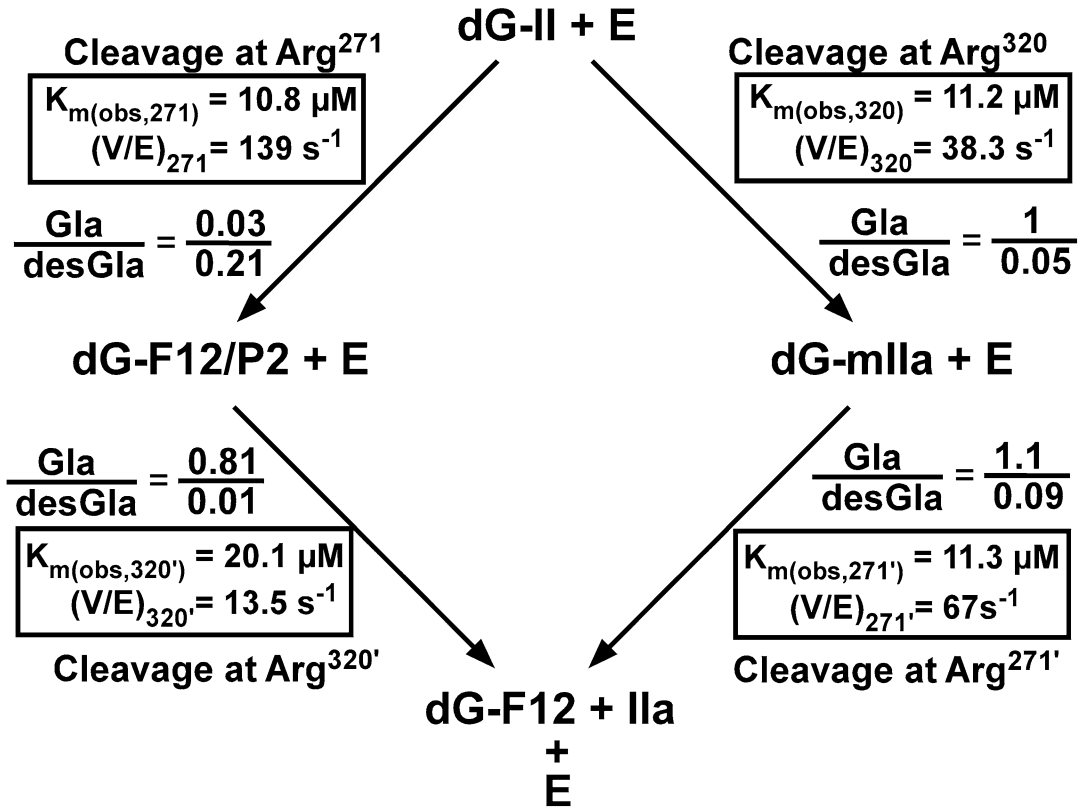 dG-II + E
Cleavage at Arg271
Km(obs,271) = 10.8 µM
(V/E)271= 139 s-1
Gla/desGla = 0.03/0.21
Cleavage at Arg320
Km(obs,320) = 11.2 µM
(V/E)320= 38.3 s-1
Gla/desGla = 1/0.05
dG-F12/P2 + E
dG-mIIa + E
Gla/desGla = 0.81/0.01
Km(obs,320') = 20.1 µM
(V/E)320'= 13.5 s-1
Cleavage at Arg320'
Gla/desGla = 1.1/0.09
Km(obs,271') = 11.3 µM
(V/E)271'= 67s-1
Cleavage at Arg271'
dG-F12 + IIa
+
E